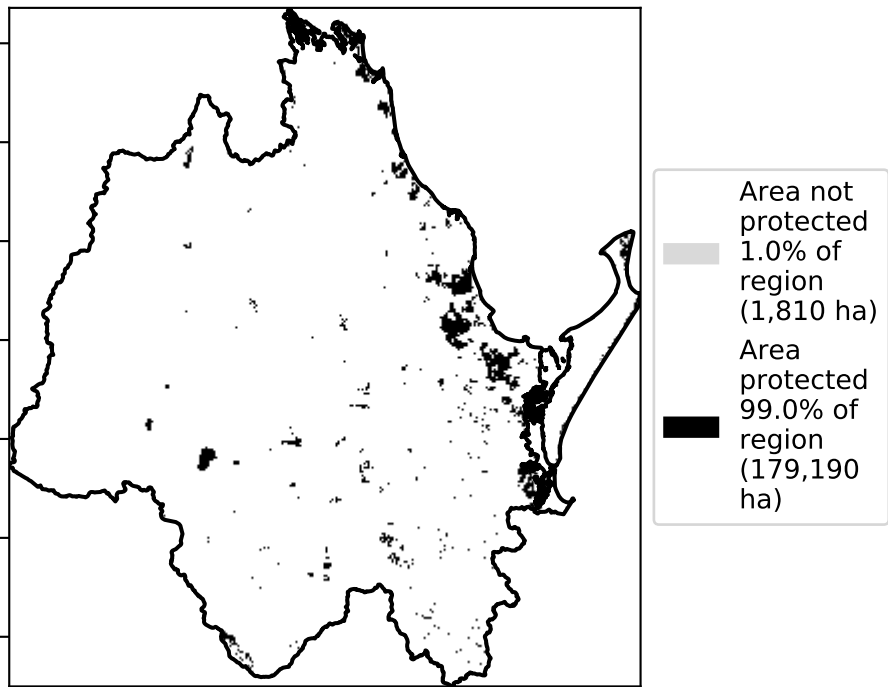 Area not
protected
1.0% of
region
(1,810 ha)
Area
protected
99.0% of
region
(179,190
ha)